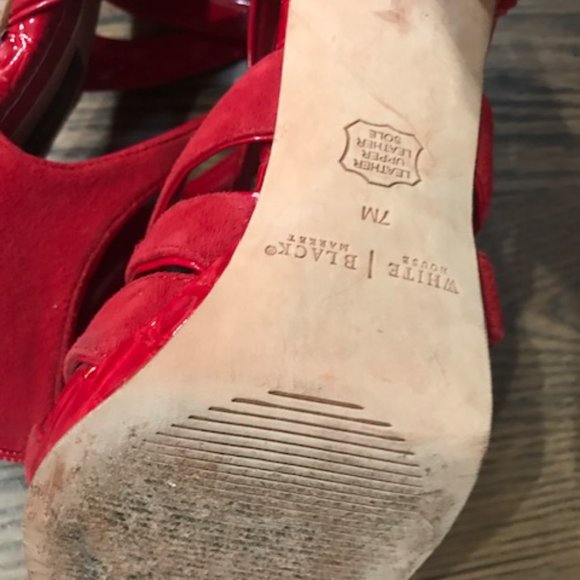 WHITE HOUSE | BLACK® MARKET
7M
LEATHER
UPPER
LEATHER
SOLE